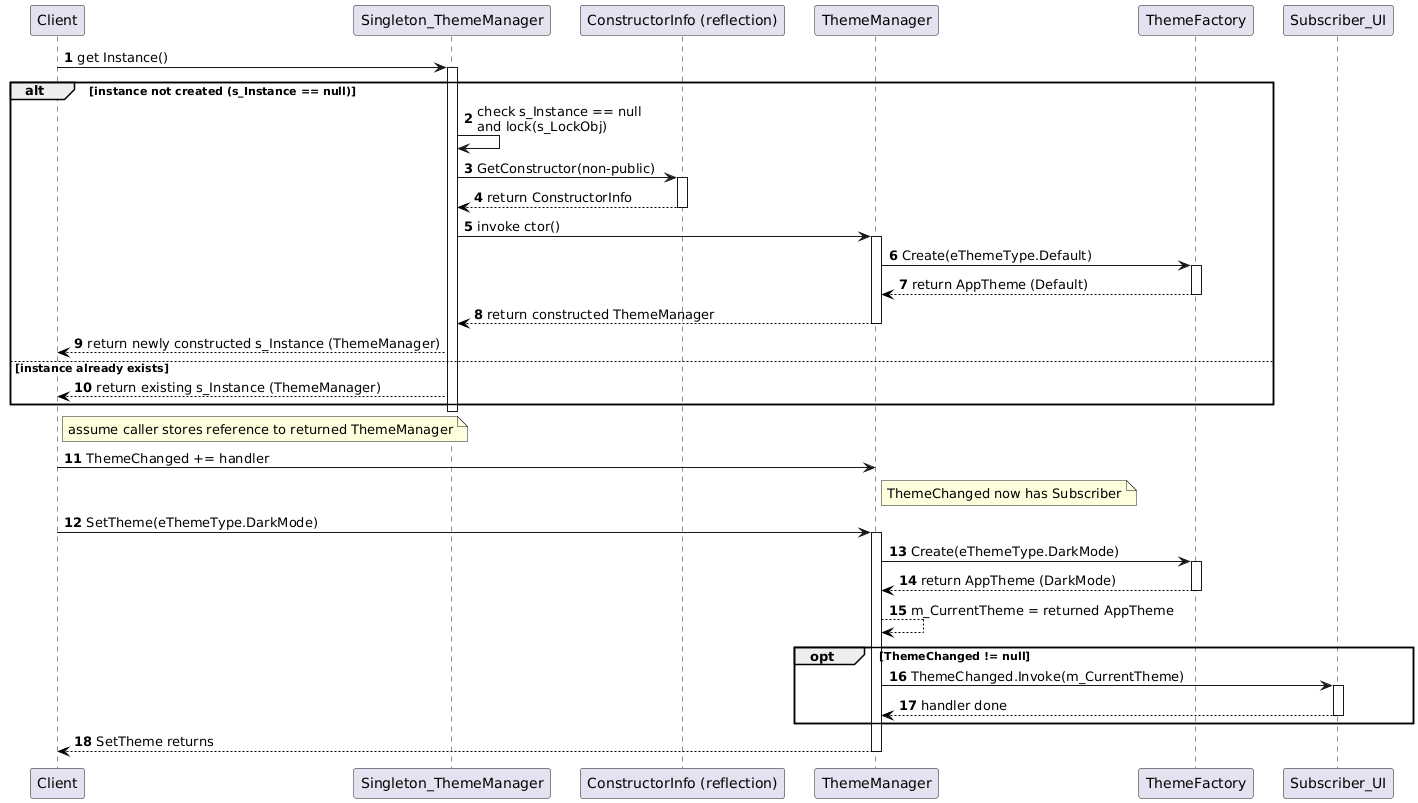 Client
Singleton_ThemeManager
ConstructorInfo (reflection)
ThemeManager
ThemeFactory
Subscriber_UI
1 get Instance()
alt [instance not created (s_Instance == null)]
2 check s_Instance == null
and lock(s_LockObj)
3 GetConstructor(non-public)
4 return ConstructorInfo
5 invoke ctor()
6 Create(eThemeType.Default)
7 return AppTheme (Default)
8 return constructed ThemeManager
9 return newly constructed s_Instance (ThemeManager)
[instance already exists]
10 return existing s_Instance (ThemeManager)
assume caller stores reference to returned ThemeManager
11 ThemeChanged += handler
ThemeChanged now has Subscriber
12 SetTheme(eThemeType.DarkMode)
13 Create(eThemeType.DarkMode)
14 return AppTheme (DarkMode)
15 m_CurrentTheme = returned AppTheme
opt [ThemeChanged != null]
16 ThemeChanged.Invoke(m_CurrentTheme)
17 handler done
18 SetTheme returns
Client
Singleton_ThemeManager
ConstructorInfo (reflection)
ThemeManager
ThemeFactory
Subscriber_UI